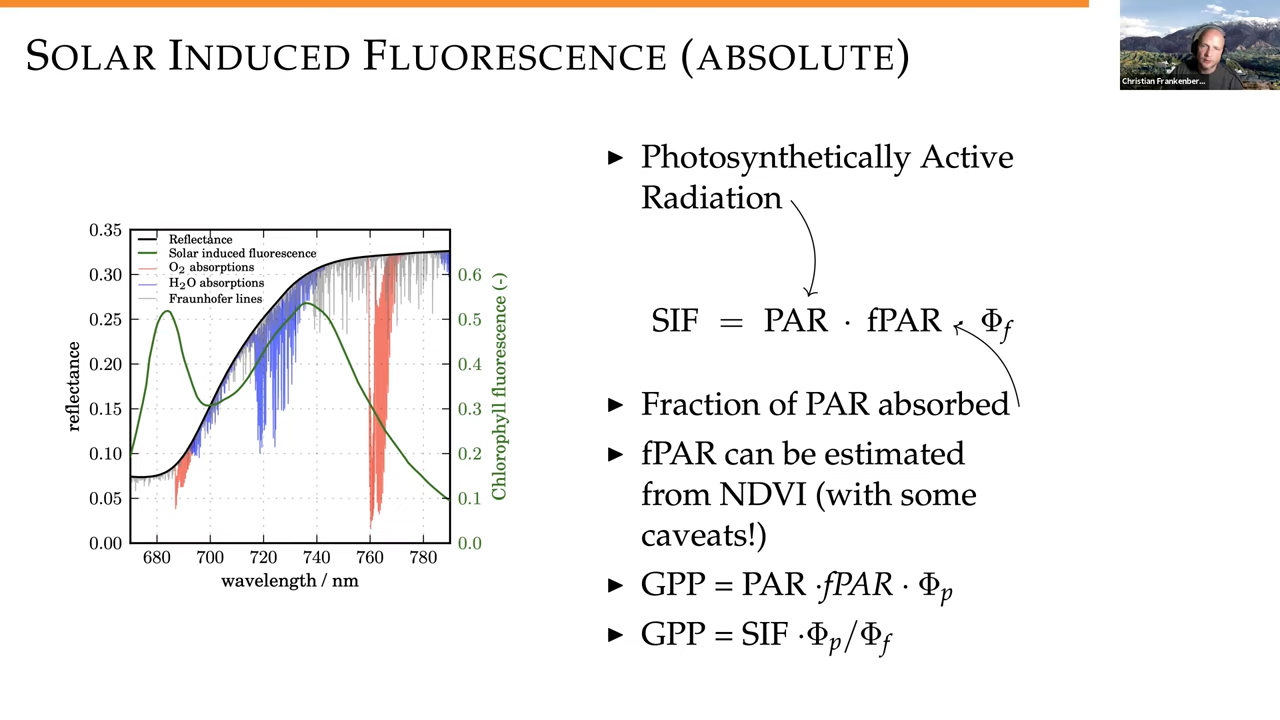 SOLAR INDUCED FLUORESCENCE (ABSOLUTE)
Christian Frankenber...
▶ Photosynthetically Active
Radiation
SIF = PAR · fPAR · Φf
▶ Fraction of PAR absorbed
▶ fPAR can be estimated
from NDVI (with some
caveats!)
▶ GPP = PAR ·fPAR · Φp
▶ GPP = SIF ·Φp/Φf
Reflectance
Solar induced fluorescence
O2 absorptions
H2O absorptions
Fraunhofer lines
reflectance
0.35
0.30
0.25
0.20
0.15
0.10
0.05
0.00
680 700 720 740 760 780
wavelength / nm
0.6
0.5
0.4
0.3
0.2
0.1
0.0
Chlorophyll fluorescence (-)